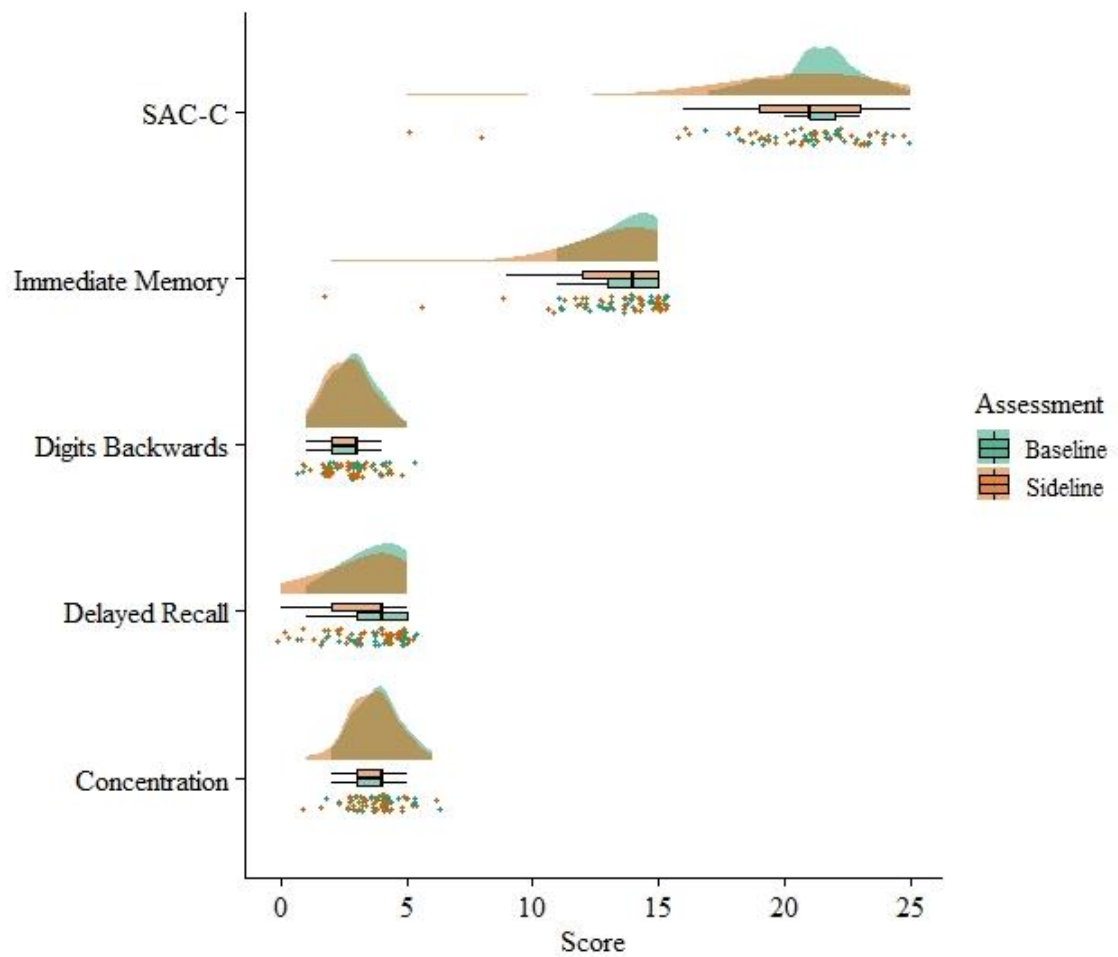 SAC-C
Immediate Memory
Digits Backwards
Delayed Recall
Concentration
0 5 10 15 20 25
Score
Assessment
Baseline
Sideline